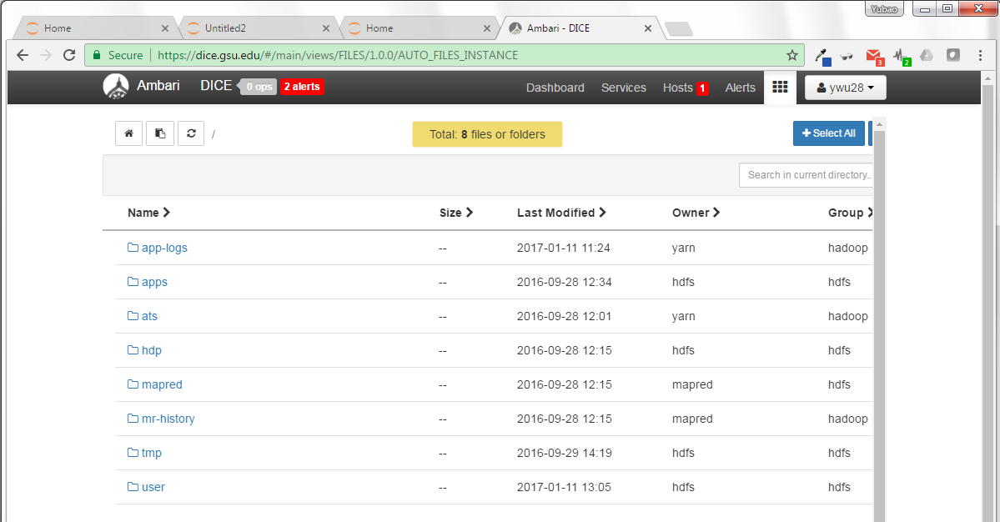 Yubao
Home Untitled2 Home Ambari - DICE
Secure https://dice.gsu.edu/#/main/views/FILES/1.0.0/AUTO_FILES_INSTANCE 3 2
Ambari DICE 0 ops 2 alerts Dashboard Services Hosts 1 Alerts ywu28
/ Total: 8 files or folders Select All
Search in current directory..
Name Size Last Modified Owner Group
app-logs -- 2017-01-11 11:24 yarn hadoop
apps -- 2016-09-28 12:34 hdfs hdfs
ats -- 2016-09-28 12:01 yarn hadoop
hdp -- 2016-09-28 12:15 hdfs hdfs
mapred -- 2016-09-28 12:15 mapred hdfs
mr-history -- 2016-09-28 12:15 mapred hadoop
tmp -- 2016-09-29 14:19 hdfs hdfs
user -- 2017-01-11 13:05 hdfs hdfs